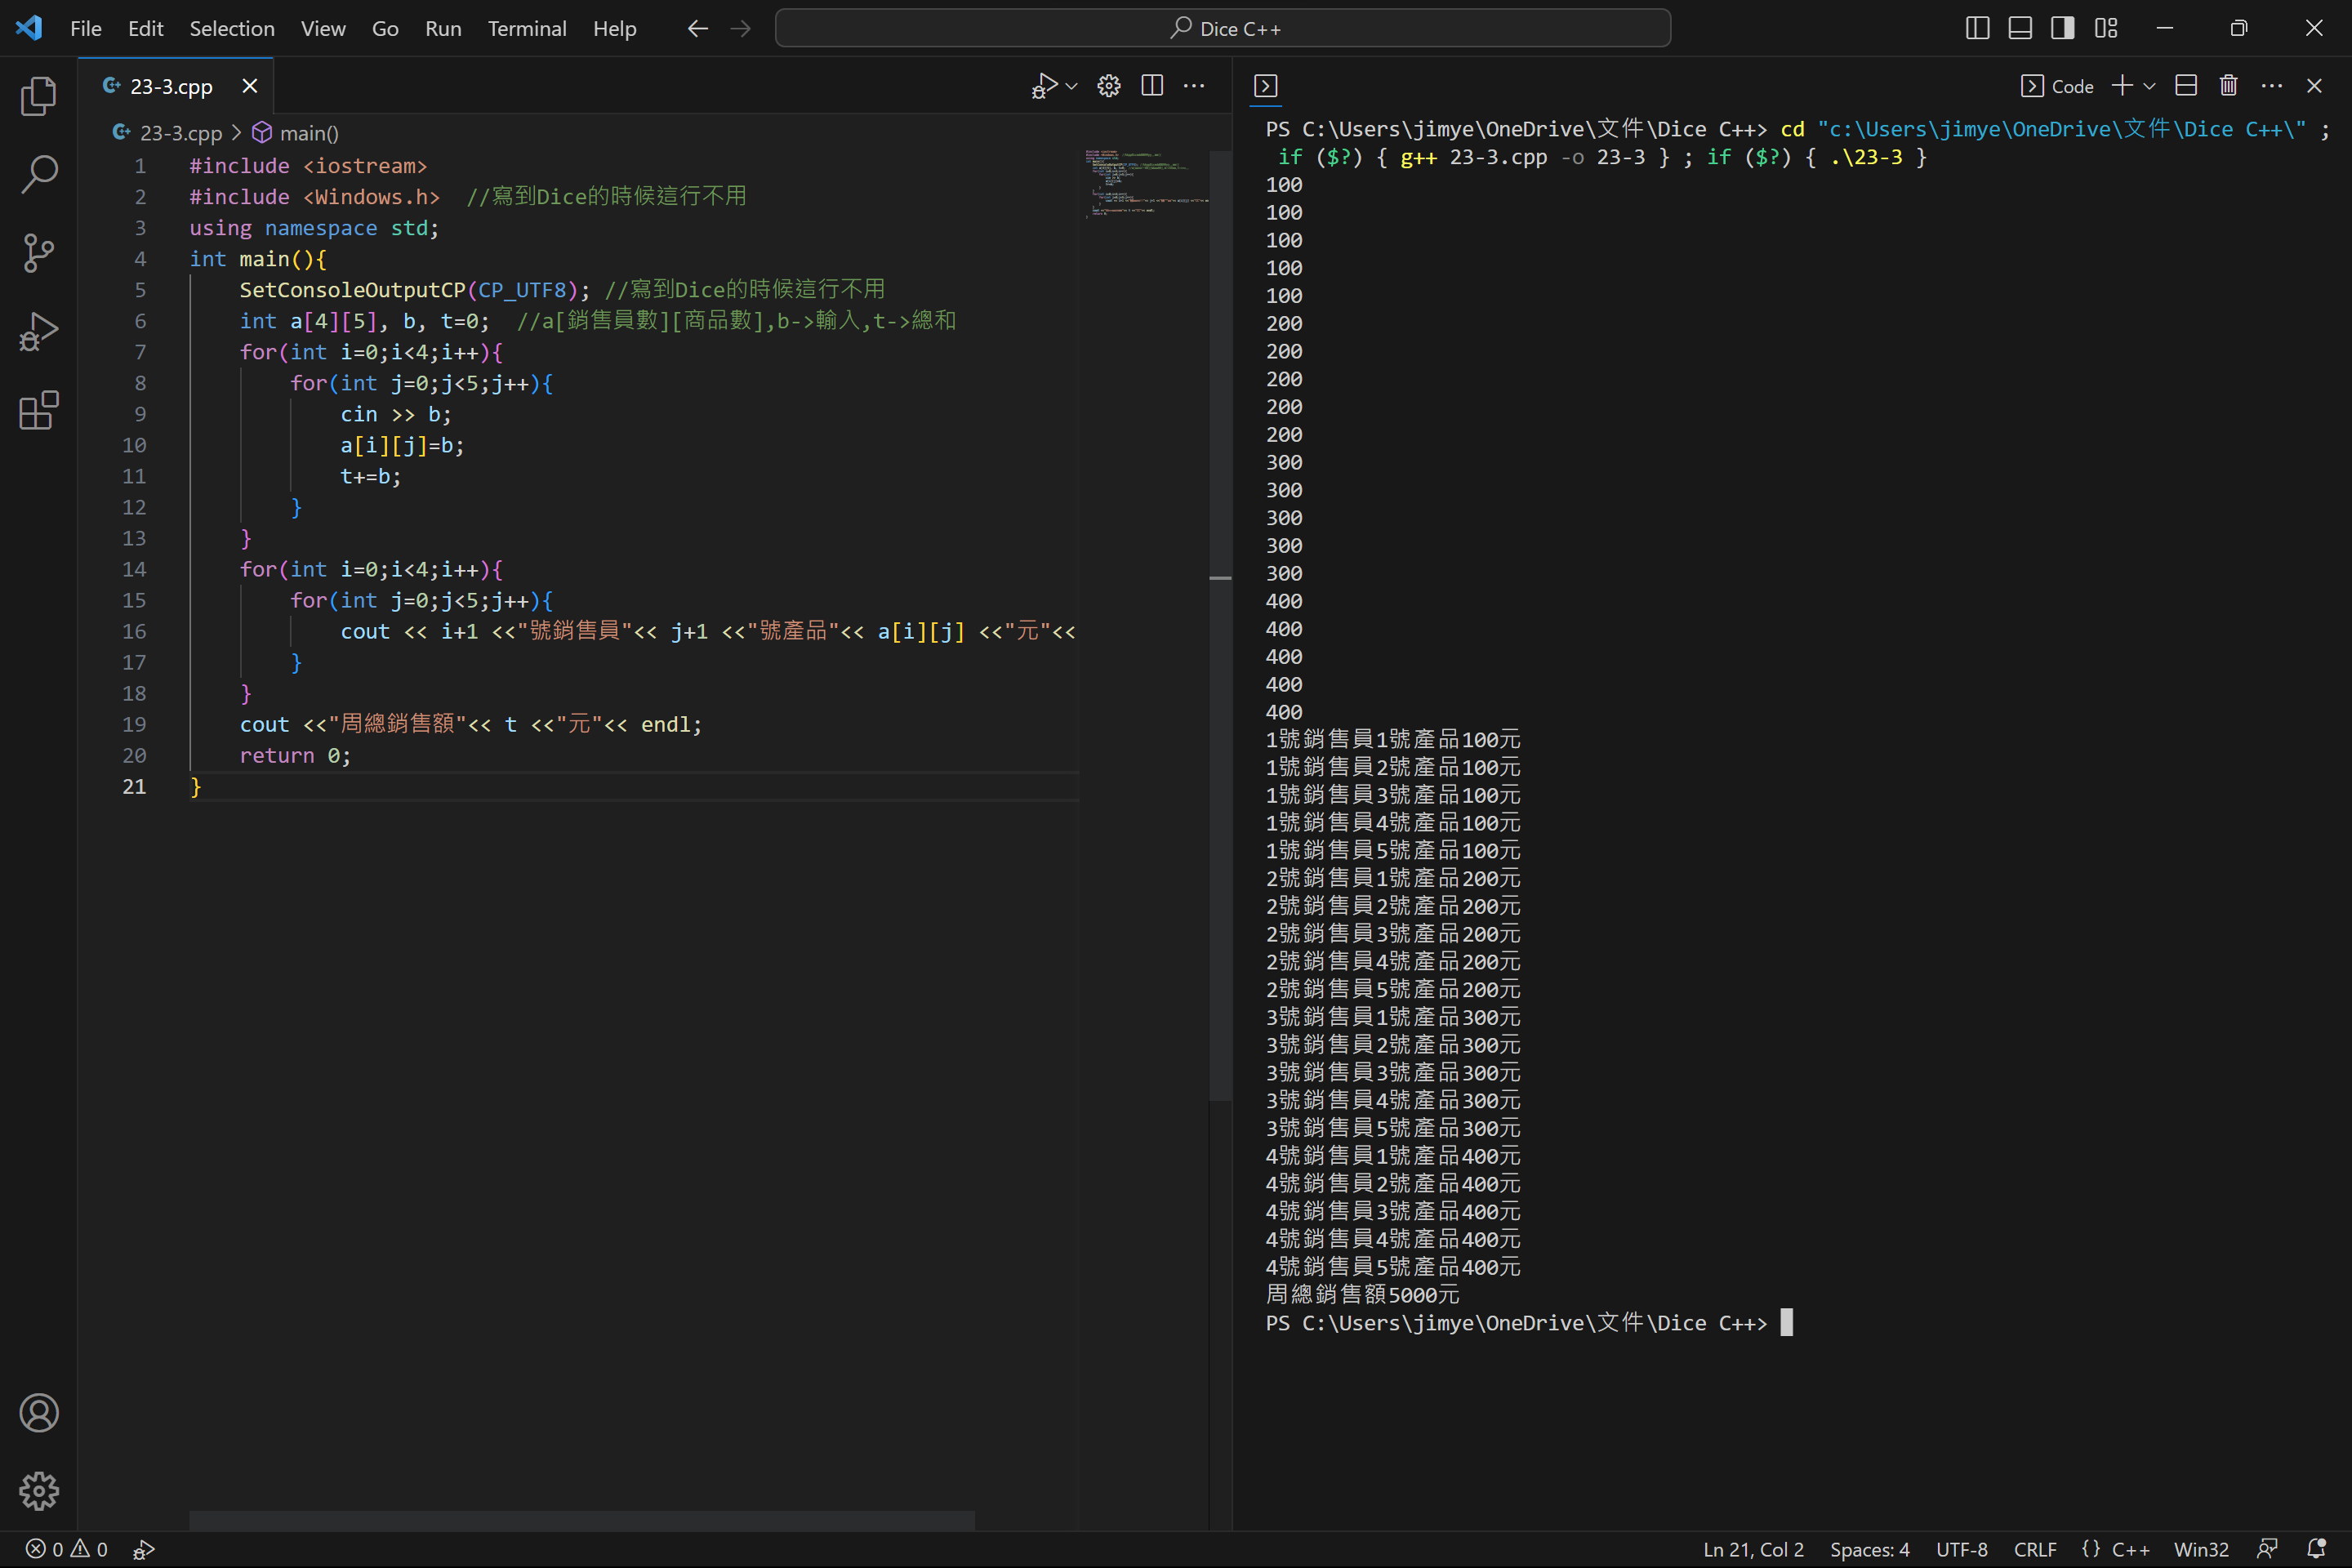 File Edit Selection View Go Run Terminal Help Dice C++
23-3.cpp
23-3.cpp > main()
1 #include <iostream>
2 #include <Windows.h>  //寫到Dice的時候這行不用
3 using namespace std;
4 int main(){
5     SetConsoleOutputCP(CP_UTF8); //寫到Dice的時候這行不用
6     int a[4][5], b, t=0;  //a[銷售員數][商品數],b->輸入,t->總和
7     for(int i=0;i<4;i++){
8         for(int j=0;j<5;j++){
9             cin >> b;
10             a[i][j]=b;
11             t+=b;
12         }
13     }
14     for(int i=0;i<4;i++){
15         for(int j=0;j<5;j++){
16             cout << i+1 <<"號銷售員"<< j+1 <<"號產品"<< a[i][j] <<"元"<<
17         }
18     }
19     cout <<"周總銷售額"<< t <<"元"<< endl;
20     return 0;
21 }
Code
PS C:\Users\jimye\OneDrive\文件\Dice C++> cd "c:\Users\jimye\OneDrive\文件\Dice C++\" ;
 if ($?) { g++ 23-3.cpp -o 23-3 } ; if ($?) { .\23-3 }
100
100
100
100
100
200
200
200
200
200
300
300
300
300
300
400
400
400
400
400
1號銷售員1號產品100元
1號銷售員2號產品100元
1號銷售員3號產品100元
1號銷售員4號產品100元
1號銷售員5號產品100元
2號銷售員1號產品200元
2號銷售員2號產品200元
2號銷售員3號產品200元
2號銷售員4號產品200元
2號銷售員5號產品200元
3號銷售員1號產品300元
3號銷售員2號產品300元
3號銷售員3號產品300元
3號銷售員4號產品300元
3號銷售員5號產品300元
4號銷售員1號產品400元
4號銷售員2號產品400元
4號銷售員3號產品400元
4號銷售員4號產品400元
4號銷售員5號產品400元
周總銷售額5000元
PS C:\Users\jimye\OneDrive\文件\Dice C++>
0 0 Ln 21, Col 2 Spaces: 4 UTF-8 CRLF {} C++ Win32